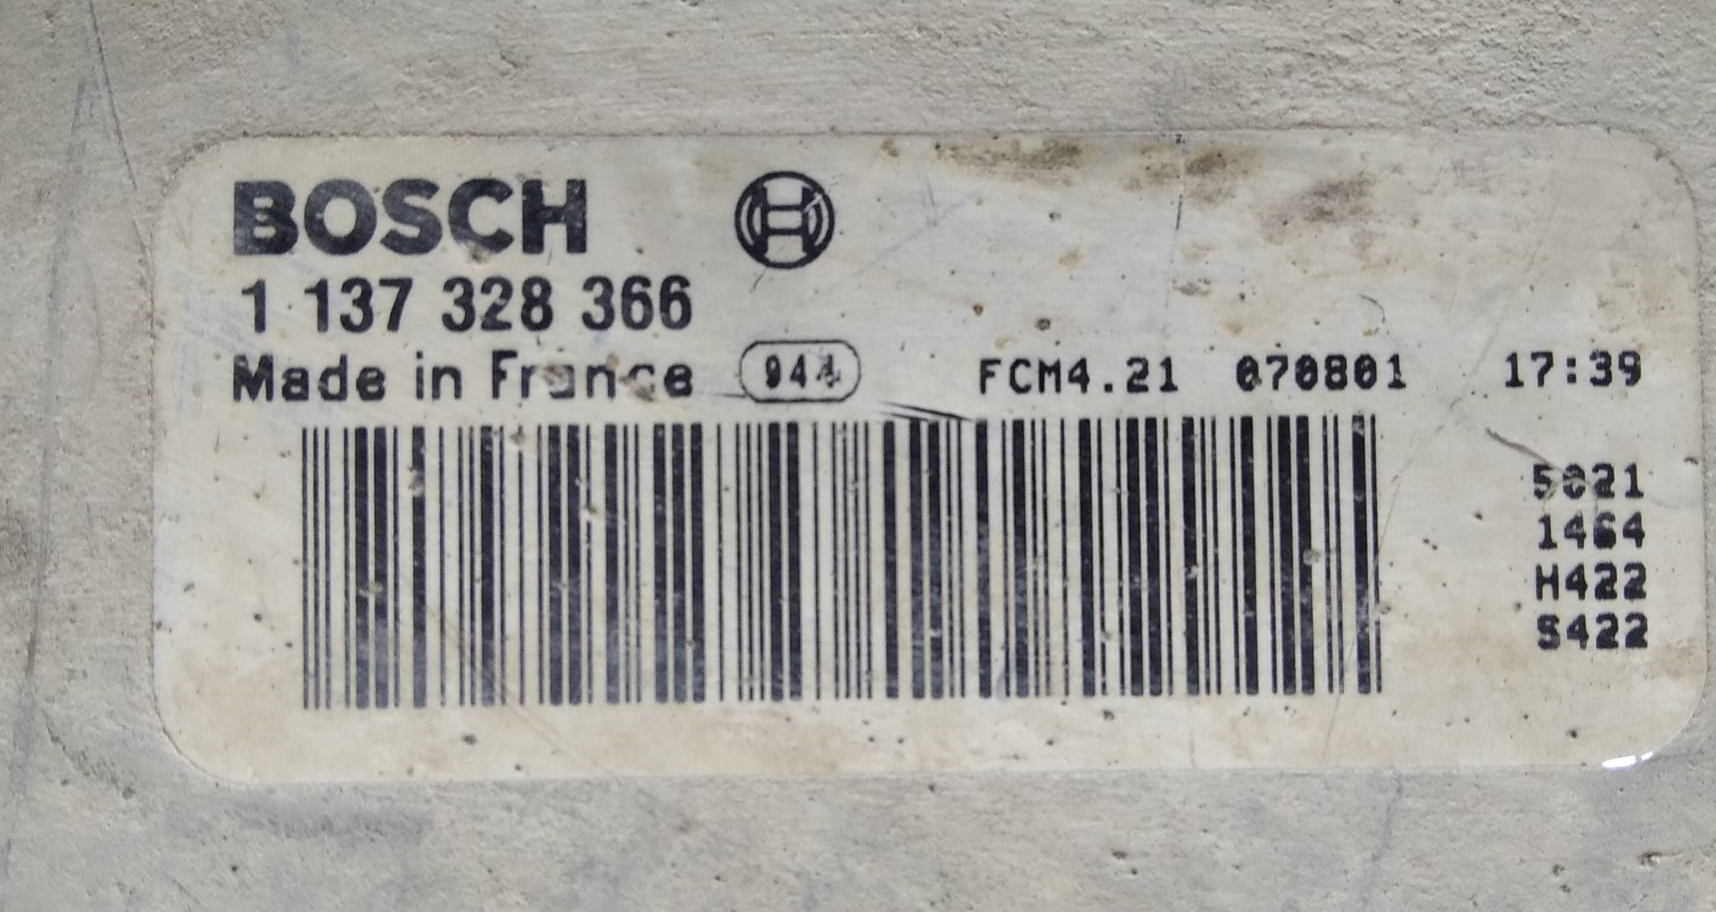 BOSCH
1 137 328 366
Made in France 944 FCM4.21 070801 17:39
5021
1464
H422
S422